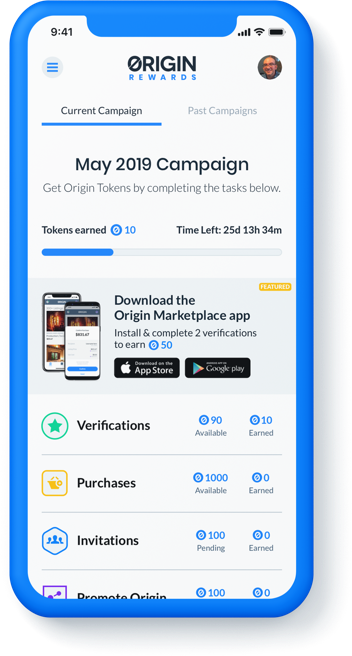 9:41
ORIGIN
REWARDS
Current Campaign
Past Campaigns
May 2019 Campaign
Get Origin Tokens by completing the tasks below.
Tokens earned 10
Time Left: 25d 13h 34m
FEATURED
Download the
Origin Marketplace app
Install & complete 2 verifications
to earn 50
Download on the
App Store
Google play
Verifications
90
Available
10
Earned
Purchases
1000
Available
0
Earned
Invitations
100
Pending
0
Earned
Promote Origin
100
0